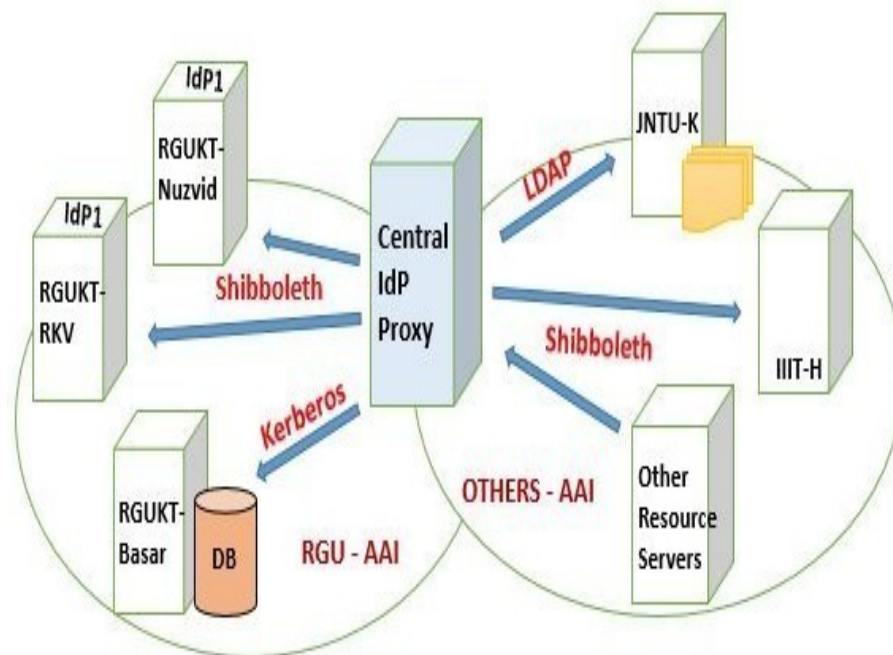 IdP1
RGUKT-
Nuzvid
IdP1
RGUKT-
RKV
Shibboleth
Kerberos
RGUKT-
Basar
DB
RGU - AAI
Central
IdP
Proxy
JNTU-K
LDAP
Shibboleth
IIIT-H
OTHERS - AAI
Other
Resource
Servers